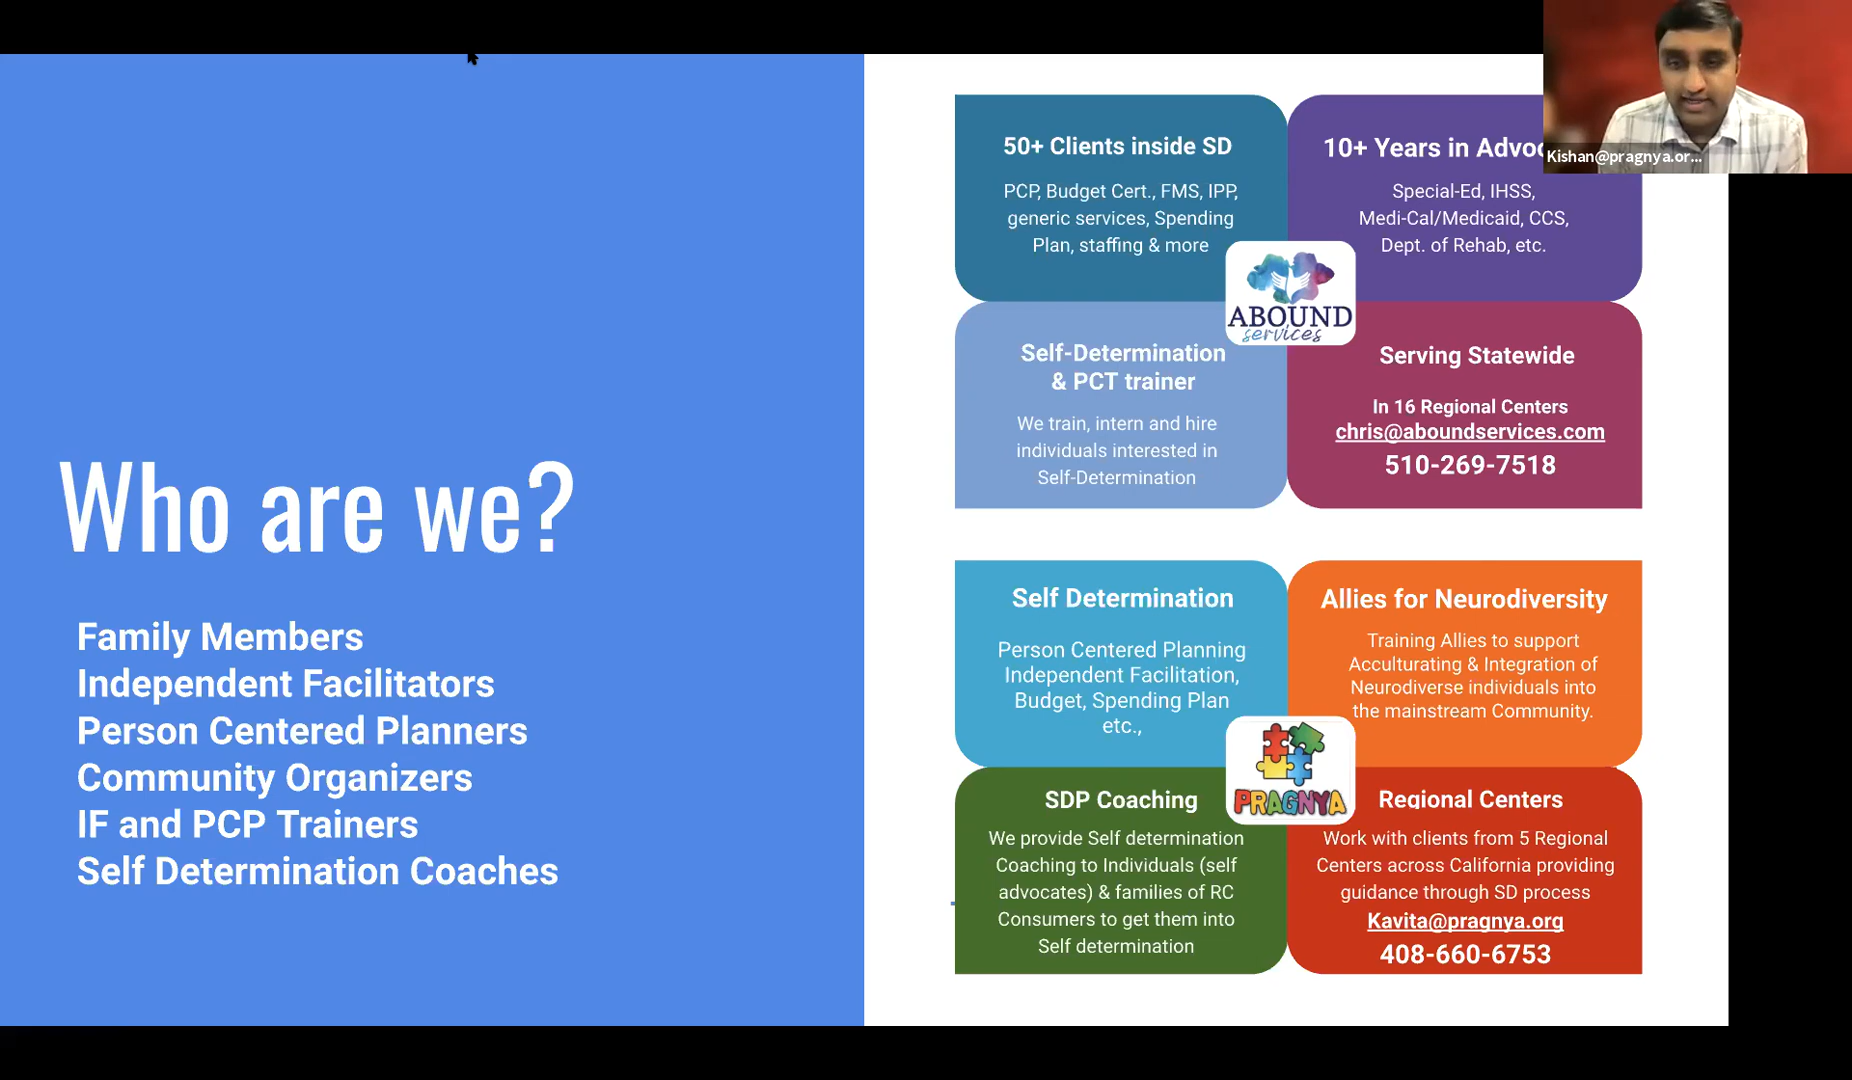 Who are we?
Family Members
Independent Facilitators
Person Centered Planners
Community Organizers
IF and PCP Trainers
Self Determination Coaches
50+ Clients inside SD
PCP, Budget Cert., FMS, IPP,
generic services, Spending
Plan, staffing & more
10+ Years in Advoc
Special-Ed, IHSS,
Medi-Cal/Medicaid, CCS,
Dept. of Rehab, etc.
Kishan@pragnya.or...
ABOUND
services
Self-Determination
& PCT trainer
We train, intern and hire
individuals interested in
Self-Determination
Serving Statewide
In 16 Regional Centers
chris@aboundservices.com
510-269-7518
Self Determination
Person Centered Planning
Independent Facilitation,
Budget, Spending Plan
etc.,
Allies for Neurodiversity
Training Allies to support
Acculturating & Integration of
Neurodiverse individuals into
the mainstream Community.
PRAGNYA
SDP Coaching
We provide Self determination
Coaching to Individuals (self
advocates) & families of RC
Consumers to get them into
Self determination
Regional Centers
Work with clients from 5 Regional
Centers across California providing
guidance through SD process
Kavita@pragnya.org
408-660-6753